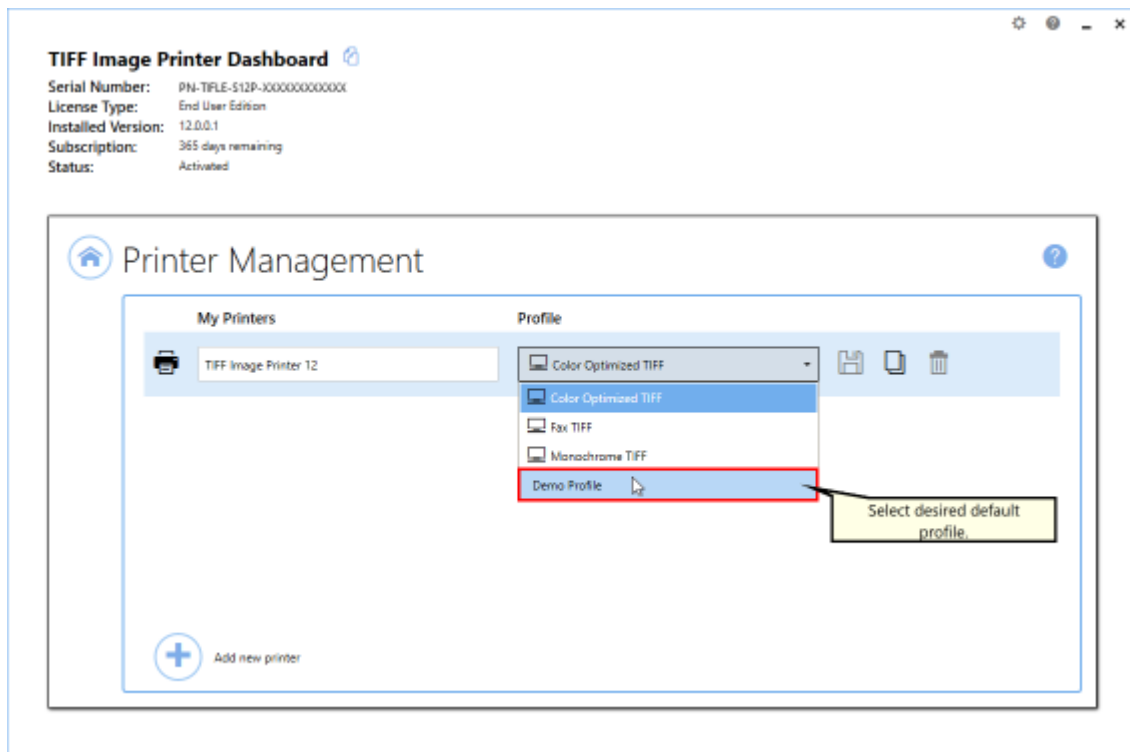 TIFF Image Printer Dashboard
Serial Number: PN-TIFLE-S12P-XXXXXXXXXXXX
License Type: End User Edition
Installed Version: 12.0.0.1
Subscription: 365 days remaining
Status: Activated
Printer Management
?
My Printers Profile
TIFF Image Printer 12 Color Optimized TIFF
Color Optimized TIFF
Fax TIFF
Monochrome TIFF
Demo Profile
Select desired default
profile.
Add new printer